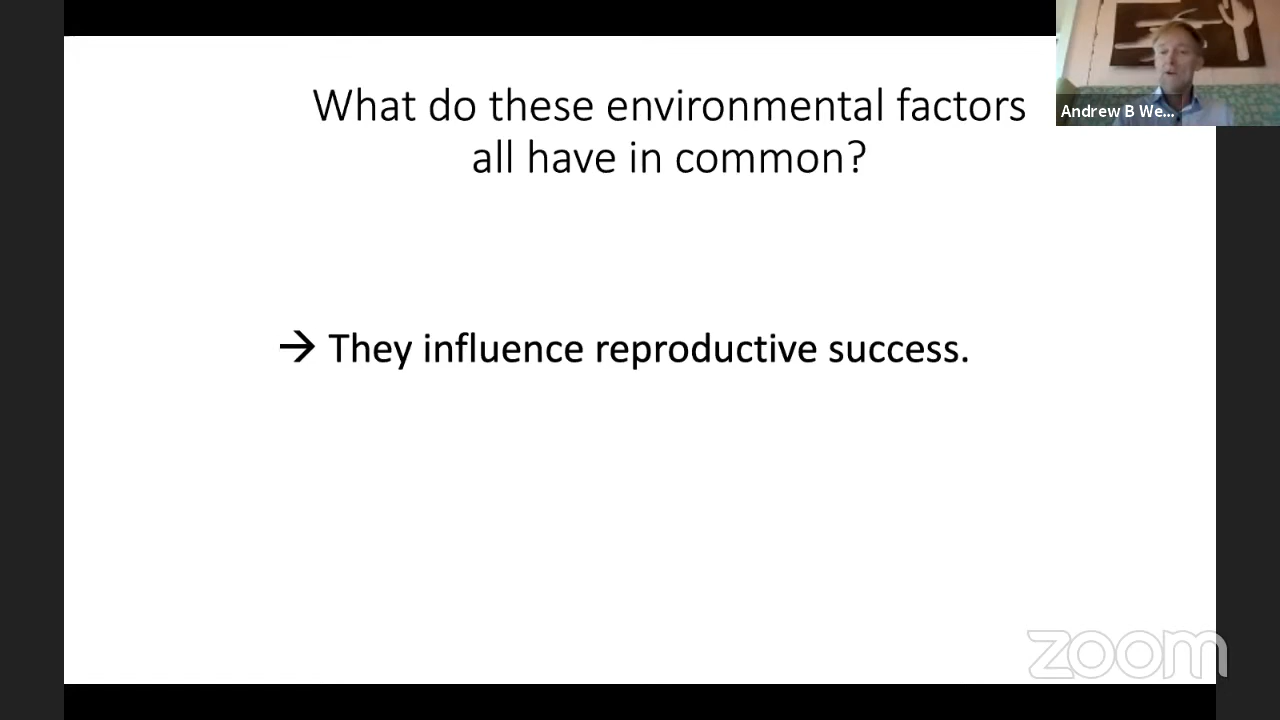 What do these environmental factors
all have in common?
Andrew B We...
→ They influence reproductive success.
zoom